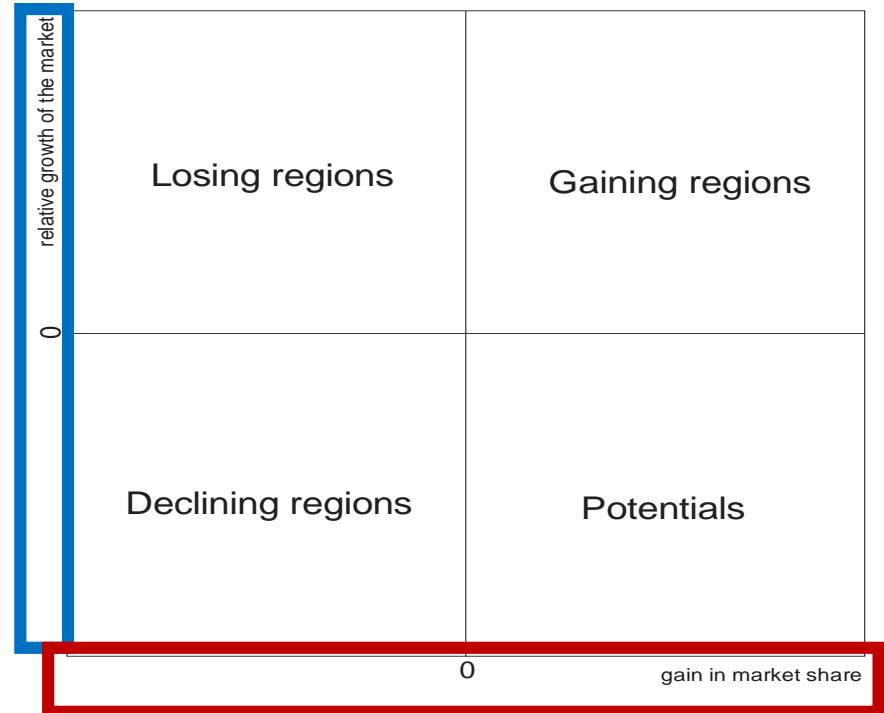 relative growth of the market
Losing regions
Gaining regions
0
Declining regions
Potentials
0
gain in market share